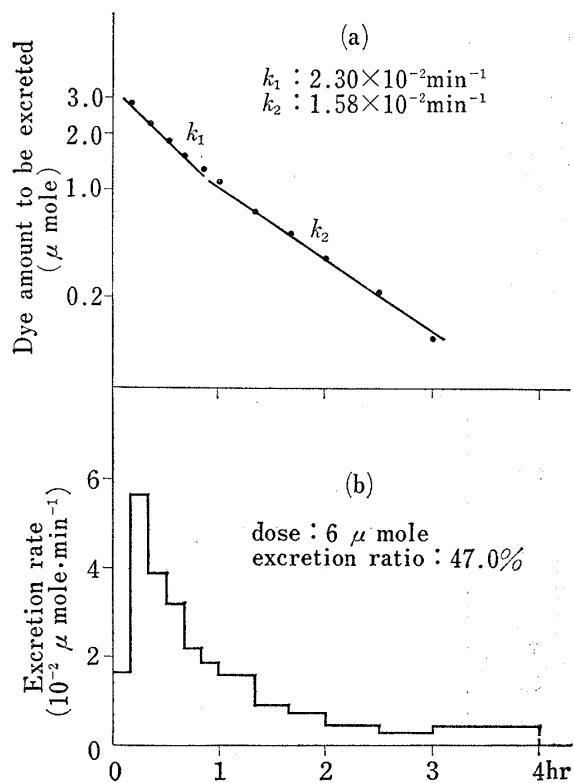 (a)
k₁ : 2.30×10⁻²min⁻¹
k₂ : 1.58×10⁻²min⁻¹
Dye amount to be excreted
(μ mole)
3.0
2.0
1.0
0.2
k₁
k₂
(b)
dose : 6 μ mole
excretion ratio : 47.0%
Excretion rate
(10⁻² μ mole·min⁻¹)
6
4
2
0
0 1 2 3 4hr